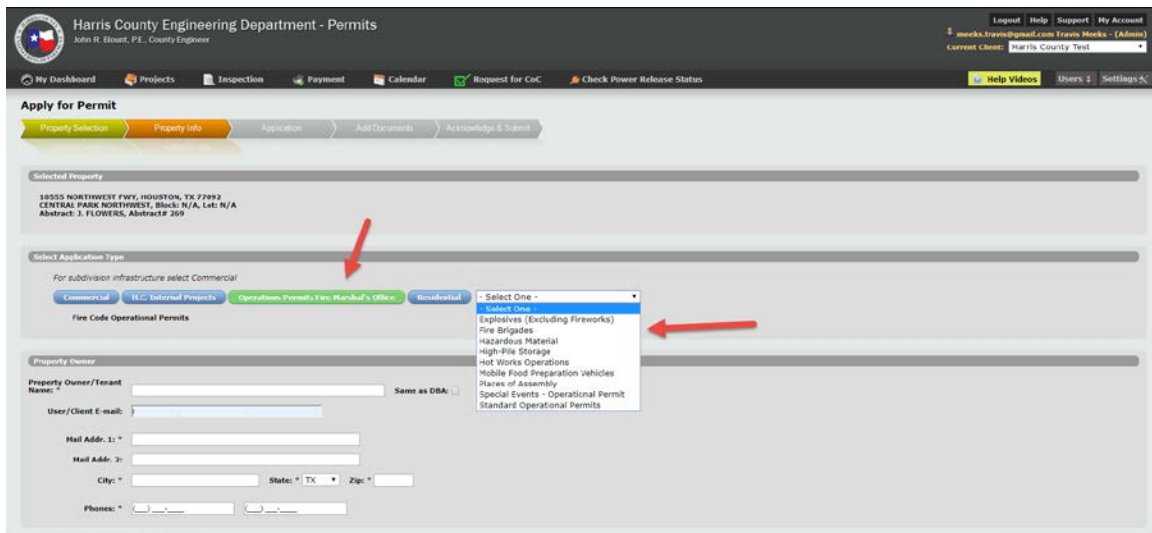 Harris County Engineering Department - Permits
John R. Blount, P.E., County Engineer
Logout Help Support My Account
meeks.travis@gmail.com Travis Meeks - (Admin)
Current Client: Harris County Test
My Dashboard Projects Inspection Payment Calendar Request for CoC Check Power Release Status Help Videos Users Settings
Apply for Permit
Property Selection Property Info Application Add Documents Acknowledge & Submit
Selected Property
10555 NORTHWEST FWY, HOUSTON, TX 77092
CENTRAL PARK NORTHWEST, Block: N/A, Lot: N/A
Abstract: J. FLOWERS, Abstract# 269
Select Application Type
For subdivision infrastructure select Commercial
Commercial H.C. Internal Projects Operations Permits Fire Marshal's Office Residential - Select One -
- Select One -
Explosives (Excluding Fireworks)
Fire Code Operational Permits
Fire Brigades
Hazardous Material
High-Pile Storage
Hot Works Operations
Mobile Food Preparation Vehicles
Places of Assembly
Special Events - Operational Permit
Standard Operational Permits
Property Owner
Property Owner/Tenant
Name: * Same as DBA:
User/Client E-mail:
Mail Addr. 1: *
Mail Addr. 2:
City: * State: * TX Zip: *
Phones: * (__) ___-____ (__) ___-____